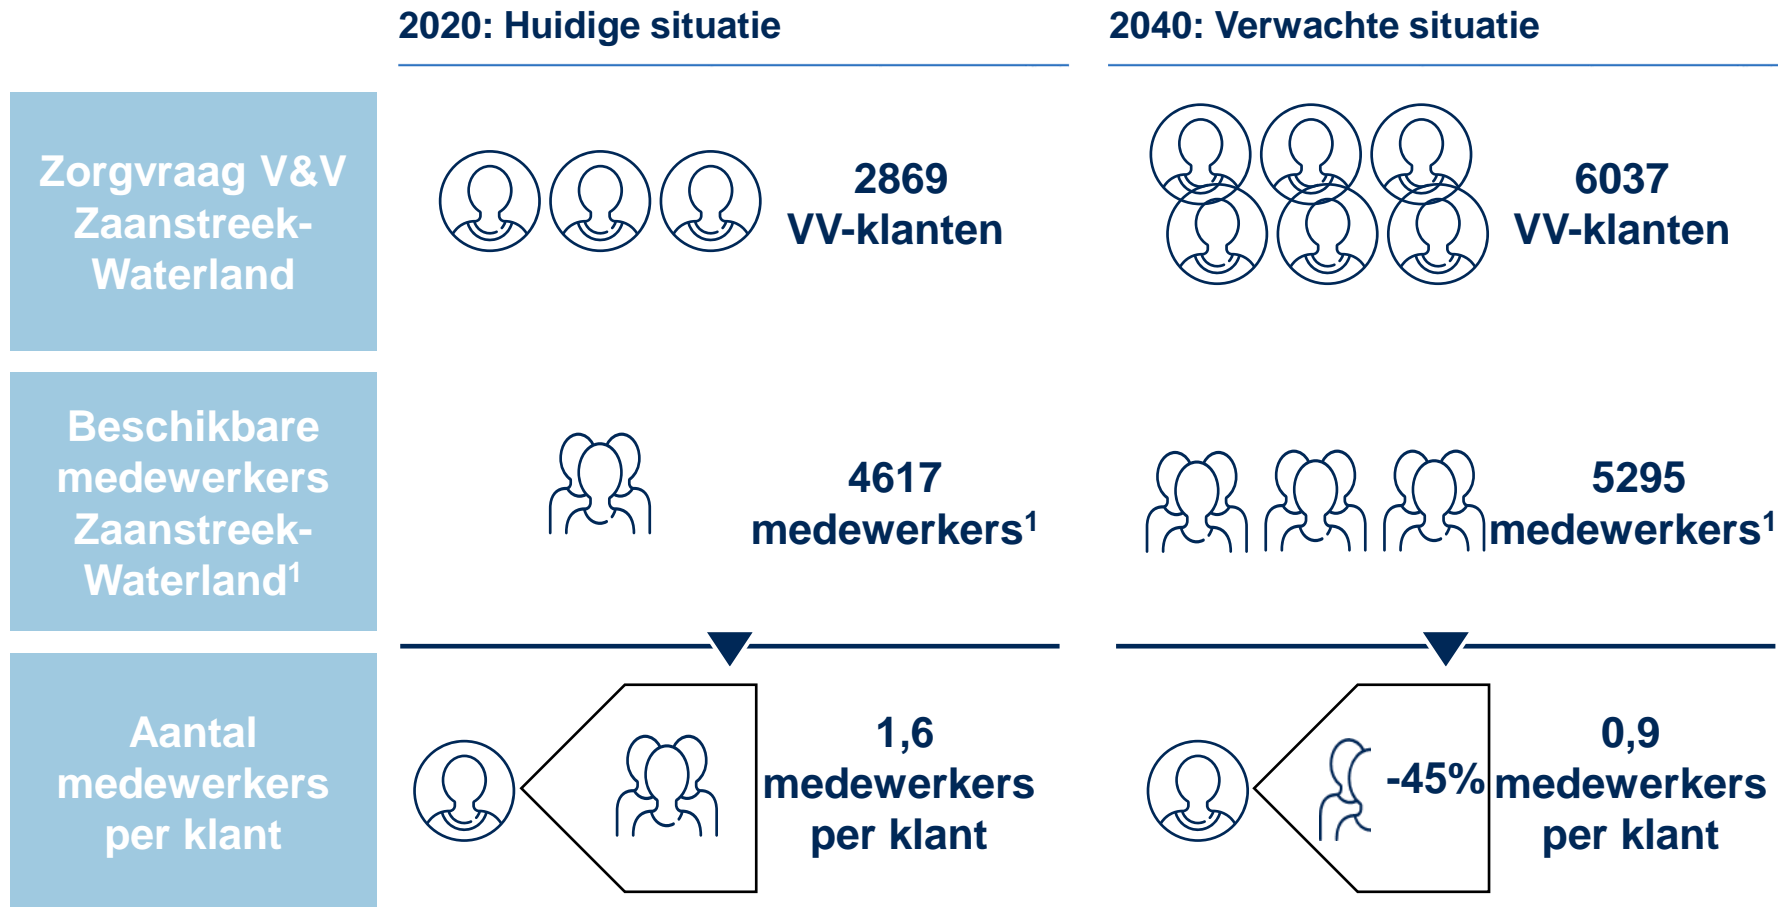 2020: Huidige situatie
2040: Verwachte situatie
Zorgvraag V&V
Zaanstreek-
Waterland
2869
VV-klanten
6037
VV-klanten
Beschikbare
medewerkers
Zaanstreek-
Waterland¹
4617
medewerkers¹
5295
medewerkers¹
Aantal
medewerkers
per klant
1,6
medewerkers
per klant
-45%
0,9
medewerkers
per klant